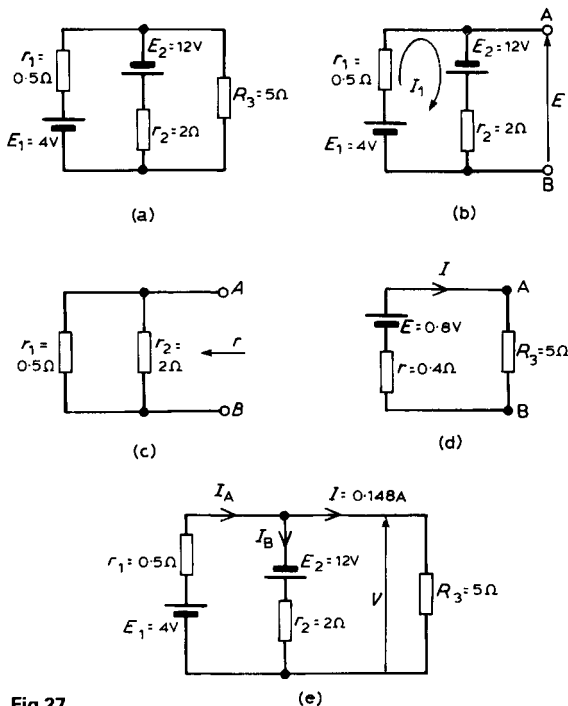 E₂=12V
r₁=
0·5Ω
R₃=5Ω
E₁=4V
r₂=2Ω
(a)
A
E₂=12V
r₁=
0·5Ω
I₁
E
E₁=4V
r₂=2Ω
B
(b)
A
r₁=
0·5Ω
r₂=
2Ω
r
B
(c)
I
A
E=0·8V
R₃=5Ω
r=0·4Ω
B
(d)
I_A
I=0·148A
I_B
r₁=0·5Ω
E₂=12V
V
R₃=5Ω
E₁=4V
r₂=2Ω
(e)
Fig 27